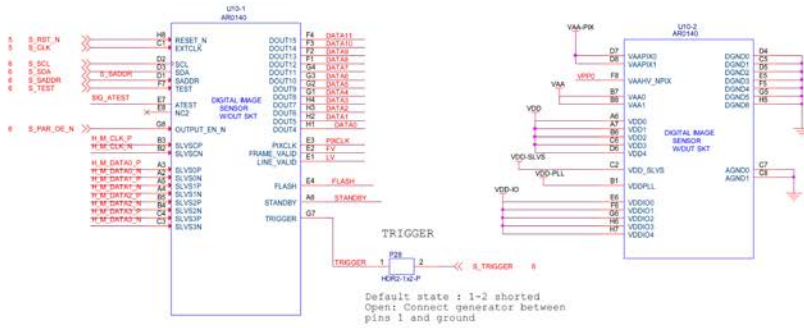 U10-1
AR0140
5 S_RST_N H8 RESET_N DOUT15 F4 DATA11
5 S_CLK C1 EXTCLK DOUT14 F3 DATA10
DOUT13 F2 DATA9
6 S_SCL D2 SCL DOUT12 F1 DATA8
6 S_SDA D3 SDA DOUT11 G4 DATA7
6 S_SADDR S_SADDR D1 SADDR DOUT10 G3 DATA6
6 S_TEST F7 TEST DOUT9 G2 DATA5
DOUT8 G1 DATA4
SIG_ATEST E7 ATEST DOUT7 H4 DATA3
E8 NC2 DOUT6 H3 DATA2
DIGITAL IMAGE
SENSOR
W/DUT SKT
DOUT5 H2 DATA1
DOUT4 H1 DATA0
6 S_PAR_OE_N G8 OUTPUT_EN_N
H_M_CLK_P B3 SLVSCP PIXCLK E3 PIXCLK
H_M_CLK_N B2 SLVSCN FRAME_VALID E2 FV
LINE_VALID E1 LV
H_M_DATA0_P A3 SLVS0P
H_M_DATA0_N A2 SLVS0N
H_M_DATA1_P A5 SLVS1P FLASH E4 FLASH
H_M_DATA1_N A4 SLVS1N
H_M_DATA2_P B5 SLVS2P
H_M_DATA2_N B4 SLVS2N STANDBY A8 STANDBY
H_M_DATA3_P C4 SLVS3P
H_M_DATA3_N C3 SLVS3N TRIGGER G7
TRIGGER
TRIGGER 1 P28 2 S_TRIGGER 6
HDR2-1x2-P
Default state : 1-2 shorted
Open: Connect generator between
pins 1 and ground
U10-2
AR0140
VAA-PIX
D7 VAAPIX0 DGND0 D4
D8 VAAPIX1 DGND1 C5
DGND2 D5
VPP0 F8 VAAHV_NPIX DGND3 E5
DGND4 F5
VAA B7 VAA0 DGND5 G5
B8 VAA1 DGND6 H5
VDD
A6 VDD0
A7 VDD1
B6 VDD2
C6 VDD3
D6 VDD4
DIGITAL IMAGE
SENSOR
W/DUT SKT
VDD-SLVS C2 VDD_SLVS AGND0 C7
AGND1 C8
VDD-PLL B1 VDDPLL
VDD-IO
E6 VDDIO0
F6 VDDIO1
G6 VDDIO2
H6 VDDIO3
H7 VDDIO4